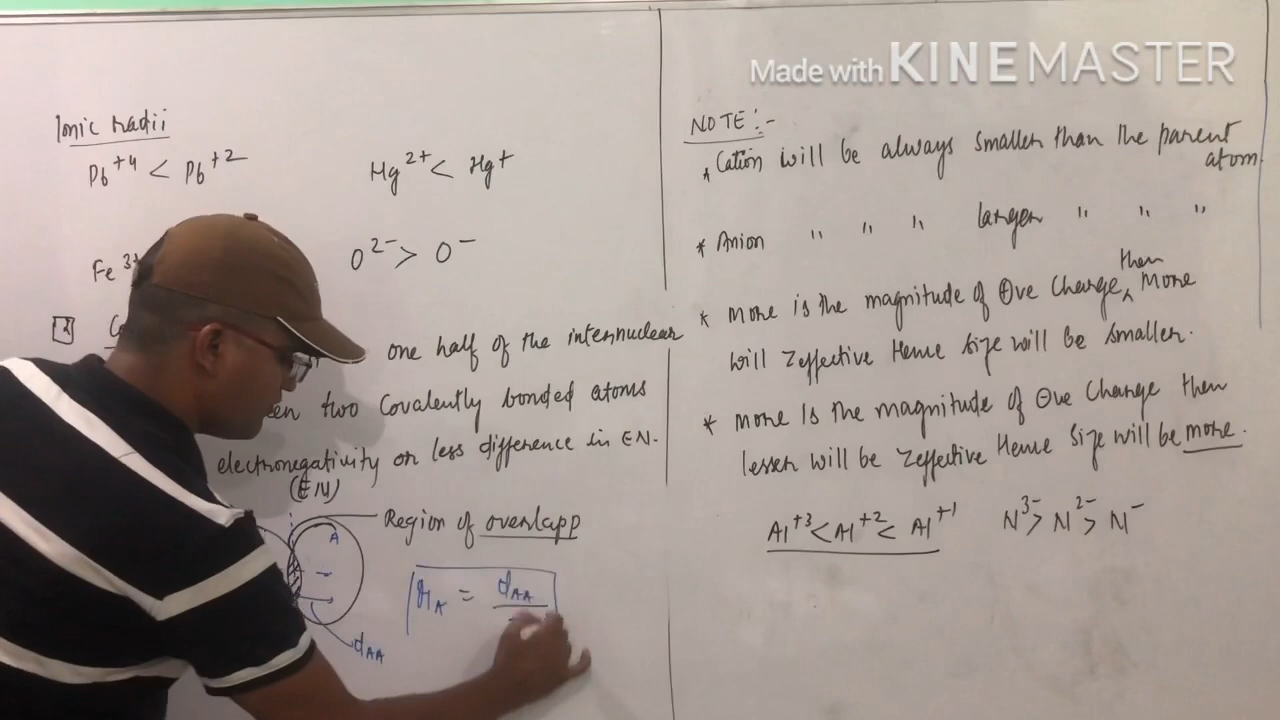 Made with KINEMASTER
Ionic radii
Pb+4 < Pb+2
Hg2+ < Hg+
Fe3+
O2- > O-
2
one half of the internuclear
two Covalently bonded atoms
electronegativity or less difference in EN.
(EN)
Region of overlapp
A
rA = dAA
dAA
NOTE:-
* Cation will be always smaller than the parent
atom.
* Anion " " " larger " " "
then
* More is the magnitude of ⊕ve Charge ^ More
will Zeffective Hence size will be smaller.
* More is the magnitude of ⊖ve Charge then
lesser will be Zeffective Hence Size will be more.
Al+3 < Al+2 < Al+1
N3- > N2- > N-